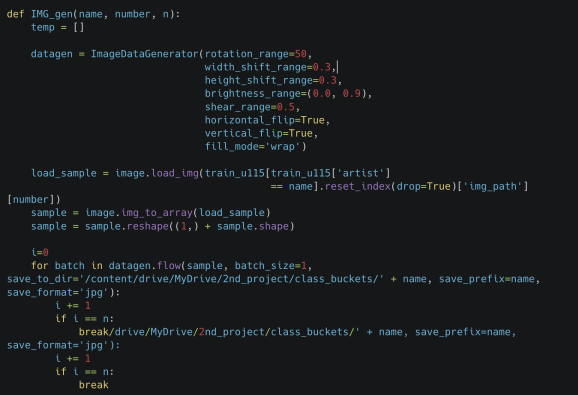 def IMG_gen(name, number, n):
    temp = []

    datagen = ImageDataGenerator(rotation_range=50,
                                 width_shift_range=0.3,
                                 height_shift_range=0.3,
                                 brightness_range=(0.0, 0.9),
                                 shear_range=0.5,
                                 horizontal_flip=True,
                                 vertical_flip=True,
                                 fill_mode='wrap')

    load_sample = image.load_img(train_u115[train_u115['artist']
                                            == name].reset_index(drop=True)['img_path']
[number])
    sample = image.img_to_array(load_sample)
    sample = sample.reshape((1,) + sample.shape)

    i=0
    for batch in datagen.flow(sample, batch_size=1,
save_to_dir='/content/drive/MyDrive/2nd_project/class_buckets/' + name, save_prefix=name,
save_format='jpg'):
        i += 1
        if i == n:
            break/drive/MyDrive/2nd_project/class_buckets/' + name, save_prefix=name,
save_format='jpg'):
        i += 1
        if i == n:
            break